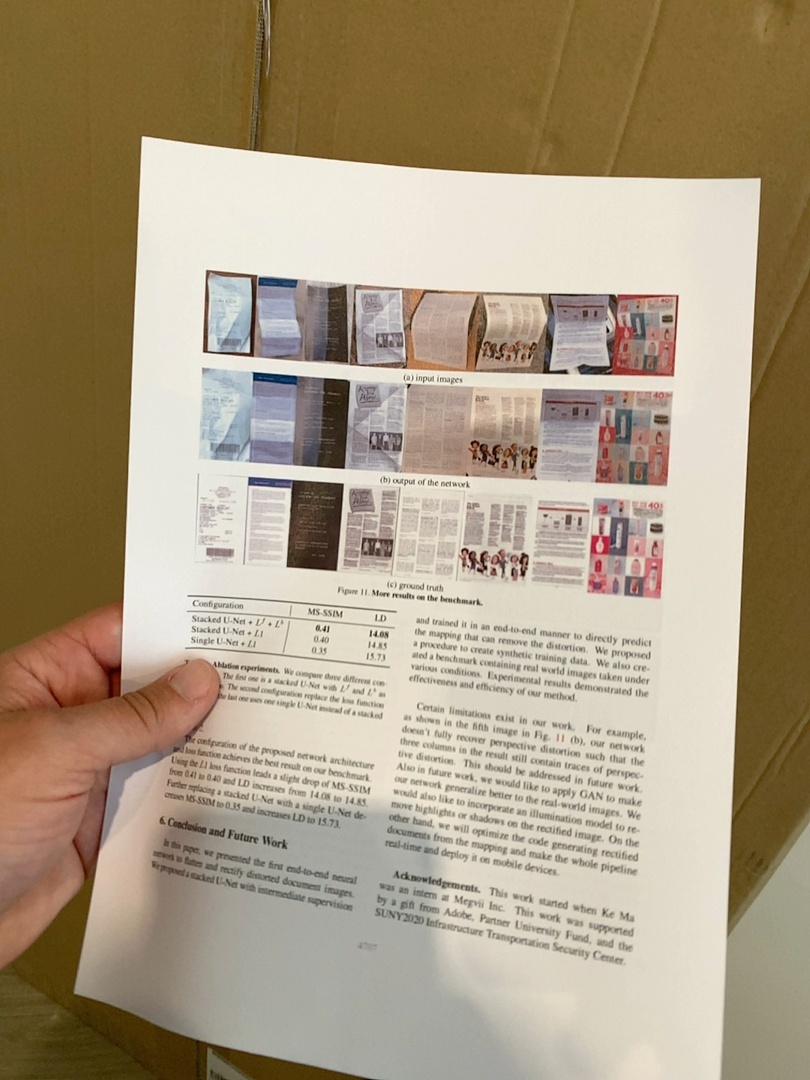 (a) input images
(b) output of the network
(c) ground truth
Figure 11. More results on the benchmark.
Configuration MS-SSIM LD
Stacked U-Net + Lf + Lb 0.41 14.08
Stacked U-Net + L1 0.40 14.85
Single U-Net + L1 0.35 15.73
Ablation experiments. We compare three different con-
The first one is a stacked U-Net with Lf and Lb as
The second configuration replace the loss function
the last one uses one single U-Net instead of a stacked
The configuration of the proposed network architecture
and loss function achieves the best result on our benchmark.
Using the L1 loss function leads a slight drop of MS-SSIM
from 0.41 to 0.40 and LD increases from 14.08 to 14.85.
Further replacing a stacked U-Net with a single U-Net de-
creases MS-SSIM to 0.35 and increases LD to 15.73.
6. Conclusion and Future Work
In this paper, we presented the first end-to-end neural
network to flatten and rectify distorted document images.
We proposed a stacked U-Net with intermediate supervision
and trained it in an end-to-end manner to directly predict
the mapping that can remove the distortion. We proposed
a procedure to create synthetic training data. We also cre-
ated a benchmark containing real world images taken under
various conditions. Experimental results demonstrated the
effectiveness and efficiency of our method.
Certain limitations exist in our work. For example,
as shown in the fifth image in Fig. 11 (b), our network
doesn't fully recover perspective distortion such that the
three columns in the result still contain traces of perspec-
tive distortion. This should be addressed in future work.
Also in future work, we would like to apply GAN to make
our network generalize better to the real-world images. We
would also like to incorporate an illumination model to re-
move highlights or shadows on the rectified image. On the
other hand, we will optimize the code generating rectified
documents from the mapping and make the whole pipeline
real-time and deploy it on mobile devices.
Acknowledgements. This work started when Ke Ma
was an intern at Megvii Inc. This work was supported
by a gift from Adobe, Partner University Fund, and the
SUNY2020 Infrastructure Transportation Security Center.